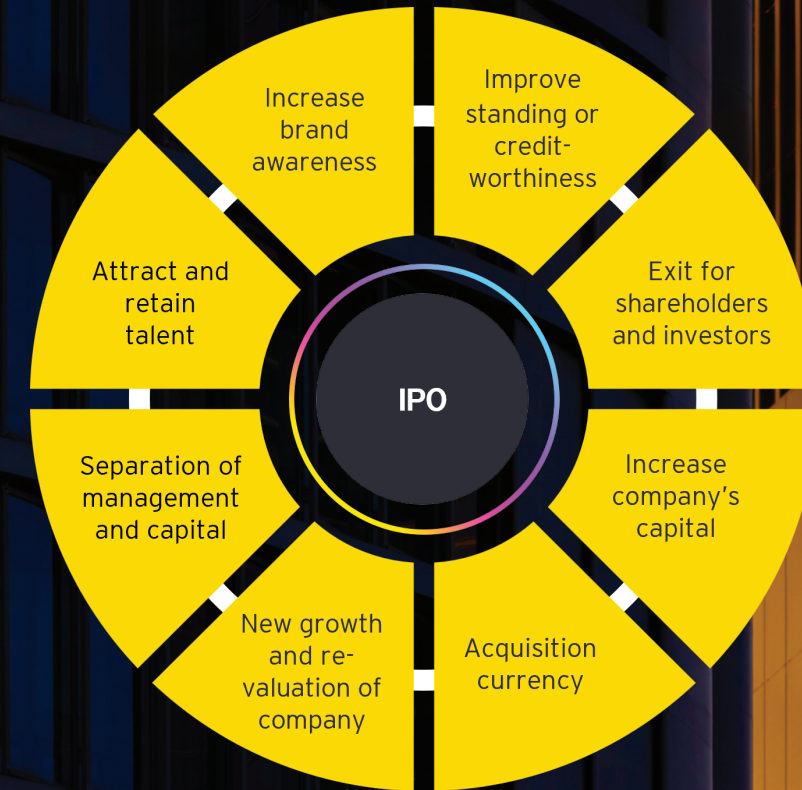 Increase
brand
awareness
Improve
standing or
credit-
worthiness
Exit for
shareholders
and investors
Increase
company's
capital
Acquisition
currency
New growth
and re-
valuation of
company
Separation of
management
and capital
Attract and
retain
talent
IPO